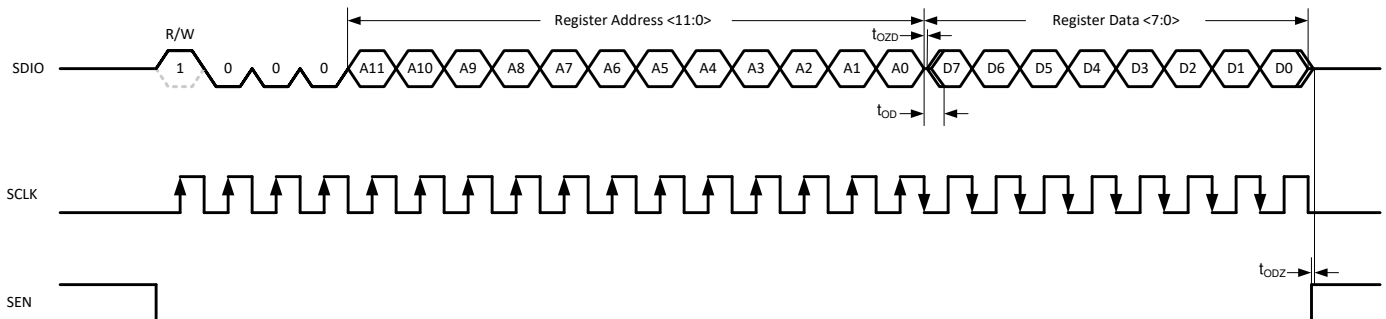 Register Address <11:0>
Register Data <7:0>
R/W
tOZD
SDIO
1 0 0 0 A11 A10 A9 A8 A7 A6 A5 A4 A3 A2 A1 A0 D7 D6 D5 D4 D3 D2 D1 D0
tOD
SCLK
tODZ
SEN